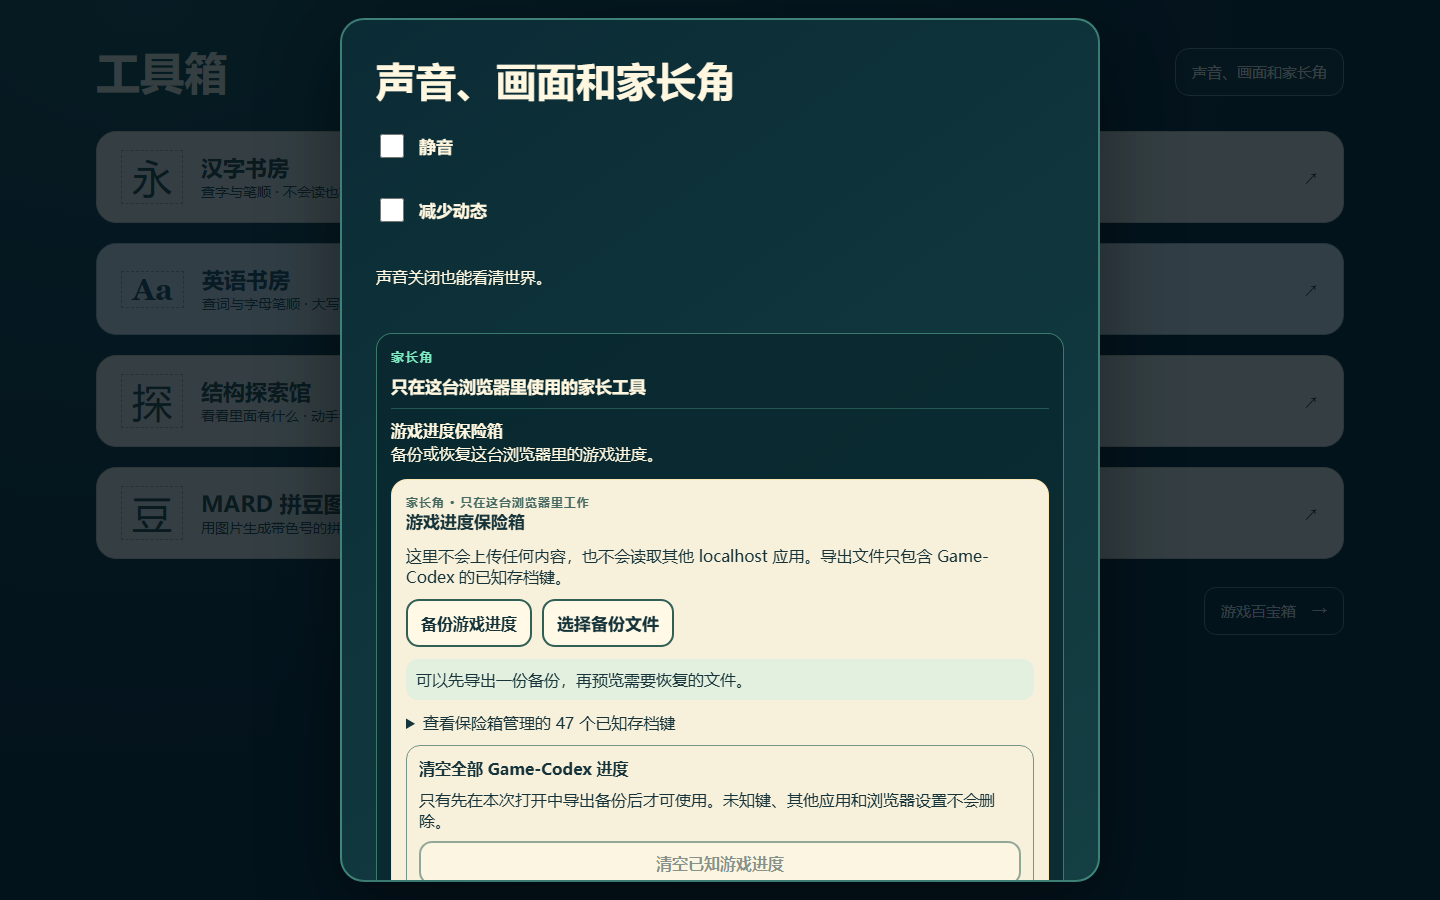 工具箱
声音、画面和家长角
永
汉字书房
查字与笔顺 · 不会读也
↗
Aa
英语书房
查词与字母笔顺 · 大写
↗
探
结构探索馆
看看里面有什么 · 动手
↗
豆
MARD 拼豆图
用图片生成带色号的拼
↗
游戏百宝箱 →
声音、画面和家长角
静音
减少动态
声音关闭也能看清世界。
家长角
只在这台浏览器里使用的家长工具
游戏进度保险箱
备份或恢复这台浏览器里的游戏进度。
家长角 • 只在这台浏览器里工作
游戏进度保险箱
这里不会上传任何内容，也不会读取其他 localhost 应用。导出文件只包含 Game-
Codex 的已知存档键。
备份游戏进度
选择备份文件
可以先导出一份备份，再预览需要恢复的文件。
▶ 查看保险箱管理的 47 个已知存档键
清空全部 Game-Codex 进度
只有先在本次打开中导出备份后才可使用。未知键、其他应用和浏览器设置不会删
除。
清空已知游戏进度